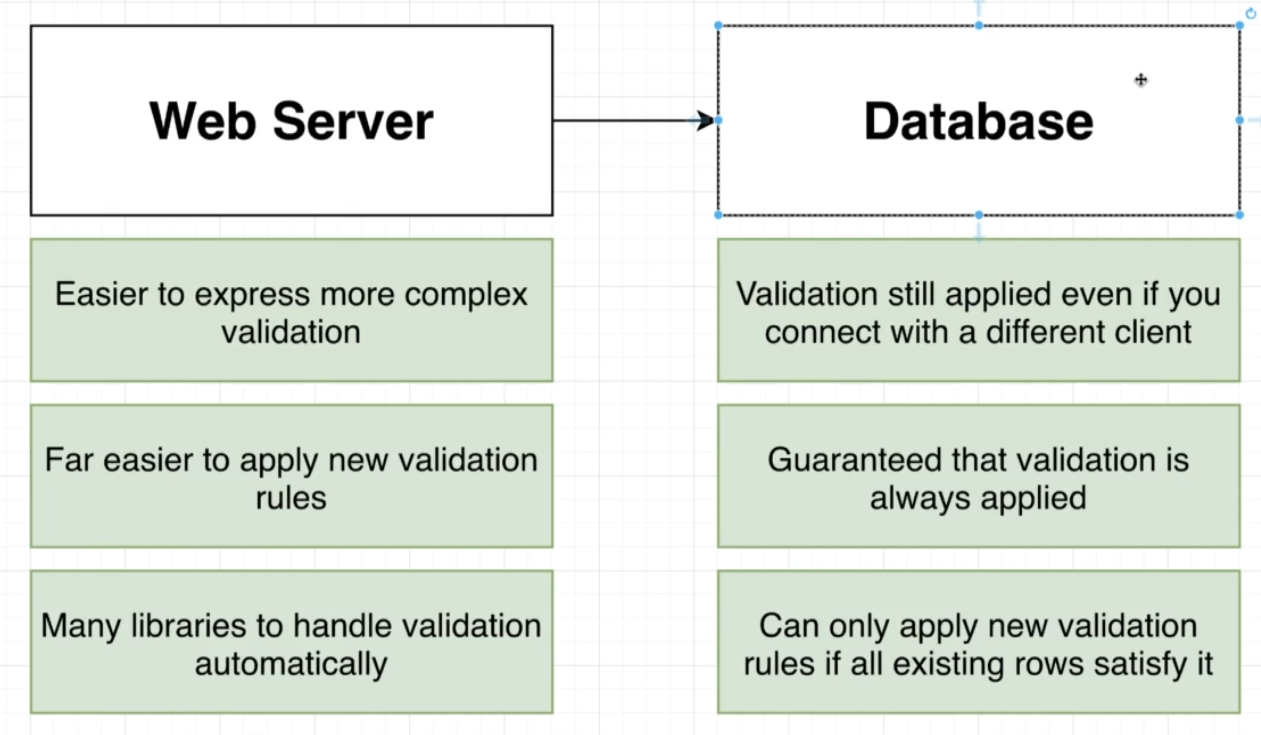 Web Server
Database
Easier to express more complex
validation
Validation still applied even if you
connect with a different client
Far easier to apply new validation
rules
Guaranteed that validation is
always applied
Many libraries to handle validation
automatically
Can only apply new validation
rules if all existing rows satisfy it